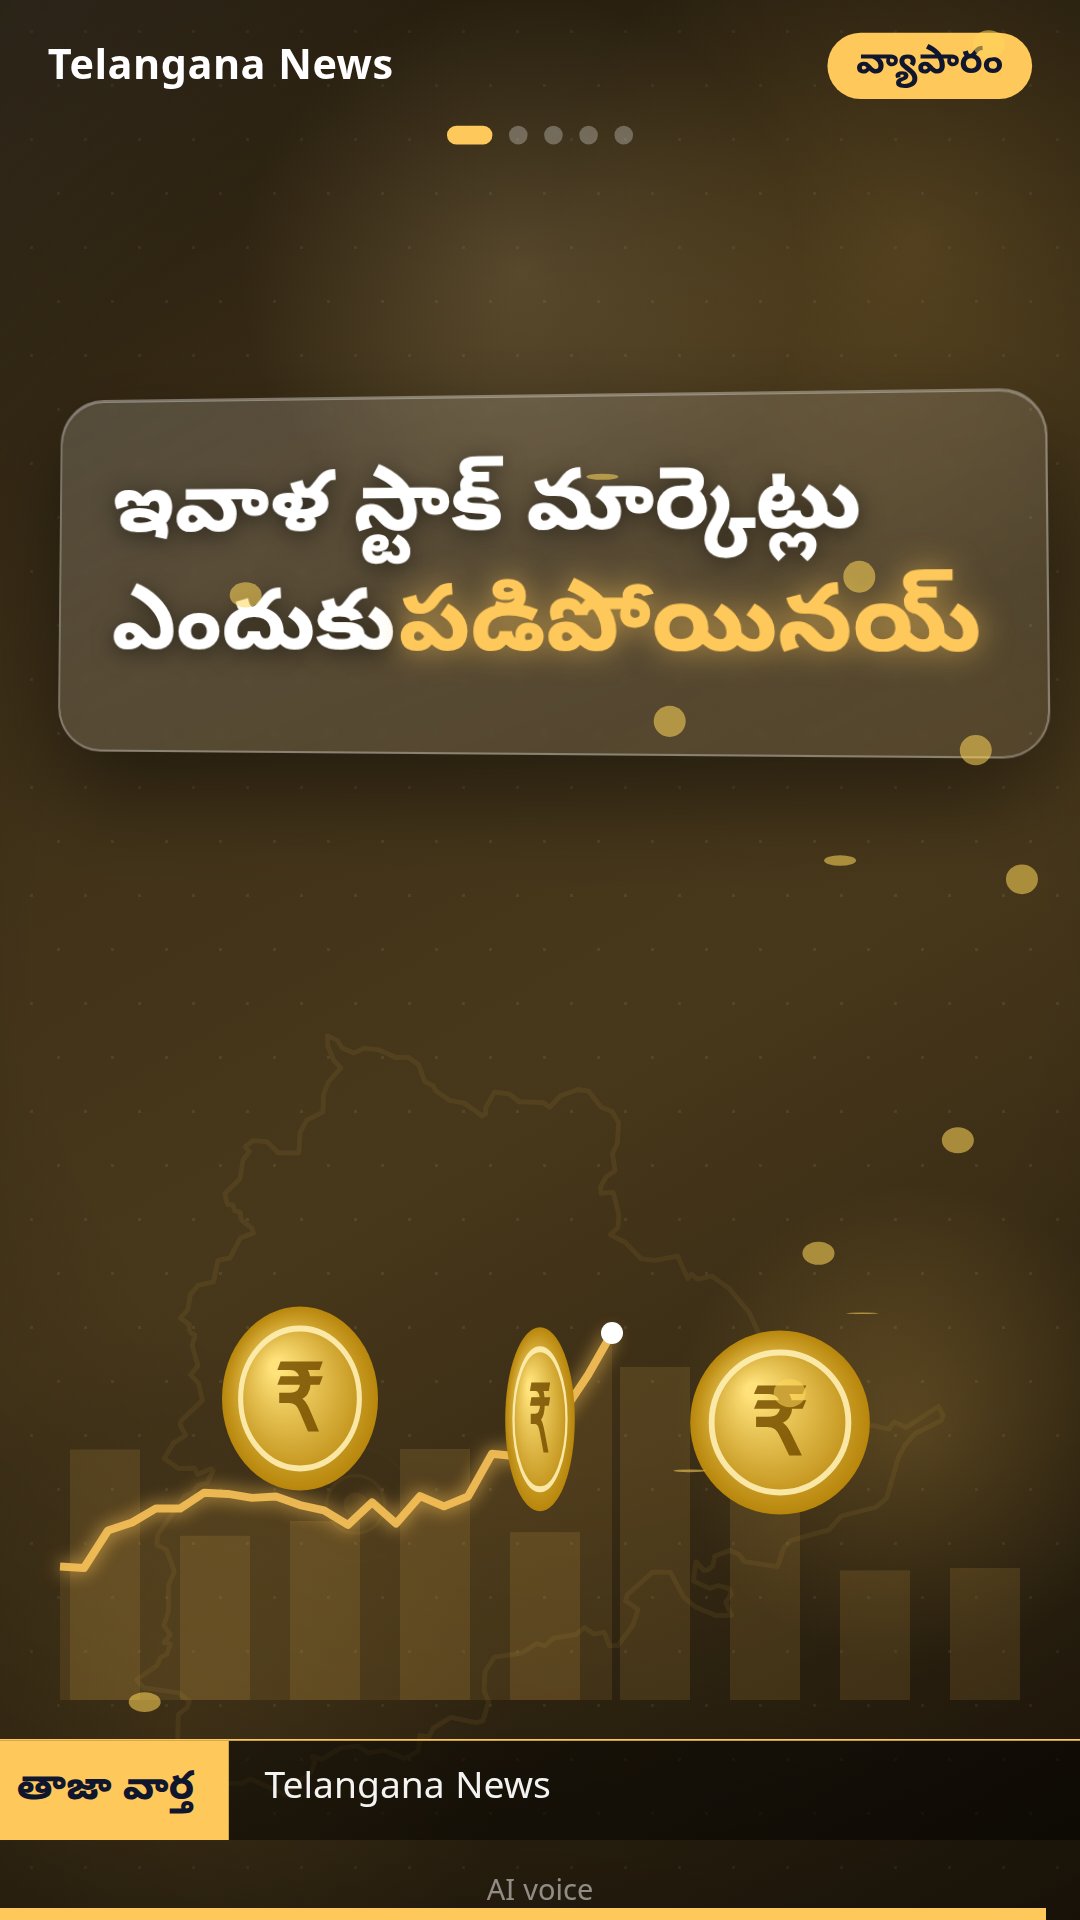 Telangana News
వ్యాపారం
ఇవాళ స్టాక్ మార్కెట్లు
ఎందుకు పడిపోయినయ్
₹ ₹ ₹
తాజా వార్త
Telangana News
AI voice